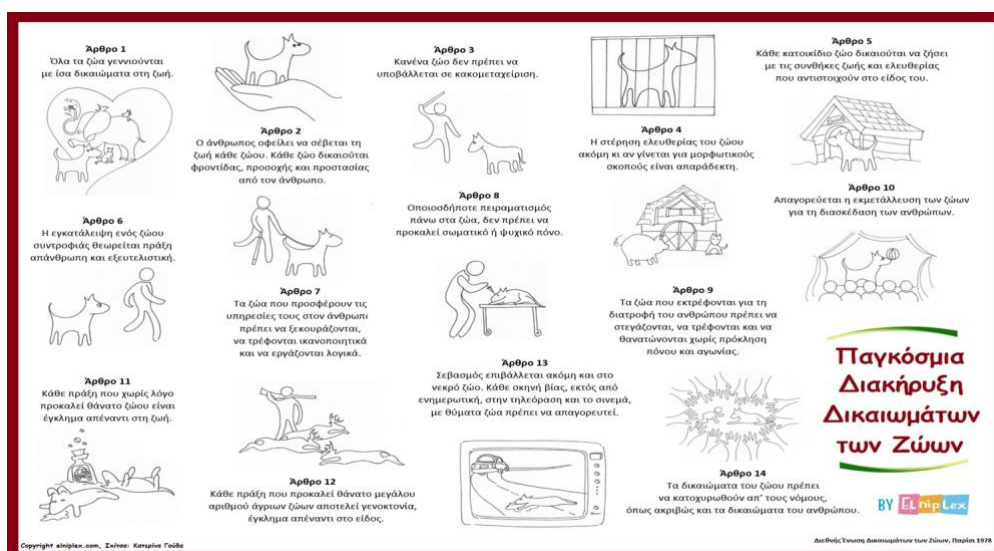 Άρθρο 1
Όλα τα ζώα γεννιούνται
με ίσα δικαιώματα στη ζωή.
Άρθρο 2
Ο άνθρωπος οφείλει να σέβεται τη
ζωή κάθε ζώου. Κάθε ζώο δικαιούται
φροντίδας, προσοχής και προστασίας
από τον άνθρωπο.
Άρθρο 3
Κανένα ζώο δεν πρέπει να
υποβάλλεται σε κακομεταχείριση.
Άρθρο 4
Η στέρηση ελευθερίας του ζώου
ακόμη κι αν γίνεται για μορφωτικούς
σκοπούς είναι απαράδεκτη.
Άρθρο 5
Κάθε κατοικίδιο ζώο δικαιούται να ζήσει
με τις συνθήκες ζωής και ελευθερίας
που αντιστοιχούν στο είδος του.
Άρθρο 6
Η εγκατάλειψη ενός ζώου
συντροφιάς θεωρείται πράξη
απάνθρωπη και εξευτελιστική.
Άρθρο 7
Τα ζώα που προσφέρουν τις
υπηρεσίες τους στον άνθρωπι
πρέπει να ξεκουράζονται,
να τρέφονται ικανοποιητικά
και να εργάζονται λογικά.
Άρθρο 8
Οποιοσδήποτε πειραματισμός
πάνω στα ζώα, δεν πρέπει να
προκαλεί σωματικό ή ψυχικό πόνο.
Άρθρο 9
Τα ζώα που εκτρέφονται για τη
διατροφή του ανθρώπου πρέπει να
στεγάζονται, να τρέφονται και να
θανατώνονται χωρίς πρόκληση
πόνου και αγωνίας.
Άρθρο 10
Απαγορεύεται η εκμετάλλευση των ζώων
για τη διασκέδαση των ανθρώπων.
Άρθρο 11
Κάθε πράξη που χωρίς λόγο
προκαλεί θάνατο ζώου είναι
έγκλημα απέναντι στη ζωή.
Άρθρο 12
Κάθε πράξη που προκαλεί θάνατο μεγάλου
αριθμού άγριων ζώων αποτελεί γενοκτονία,
έγκλημα απέναντι στο είδος.
Άρθρο 13
Σεβασμός επιβάλλεται ακόμη και στο
νεκρό ζώο. Κάθε σκηνή βίας, εκτός από
ενημερωτική, στην τηλεόραση και το σινεμά,
με θύματα ζώα πρέπει να απαγορευτεί.
Άρθρο 14
Τα δικαιώματα του ζώου πρέπει
να κατοχυρωθούν απ' τους νόμους,
όπως ακριβώς και τα δικαιώματα του ανθρώπου.
Παγκόσμια
Διακήρυξη
Δικαιωμάτων
των Ζώων
BY ELniplex
Copyright elniplex.com, Σκίτσα: Κατερίνα Γούδα
Διεθνής Ένωση Δικαιωμάτων των Ζώων, Παρίσι 1978